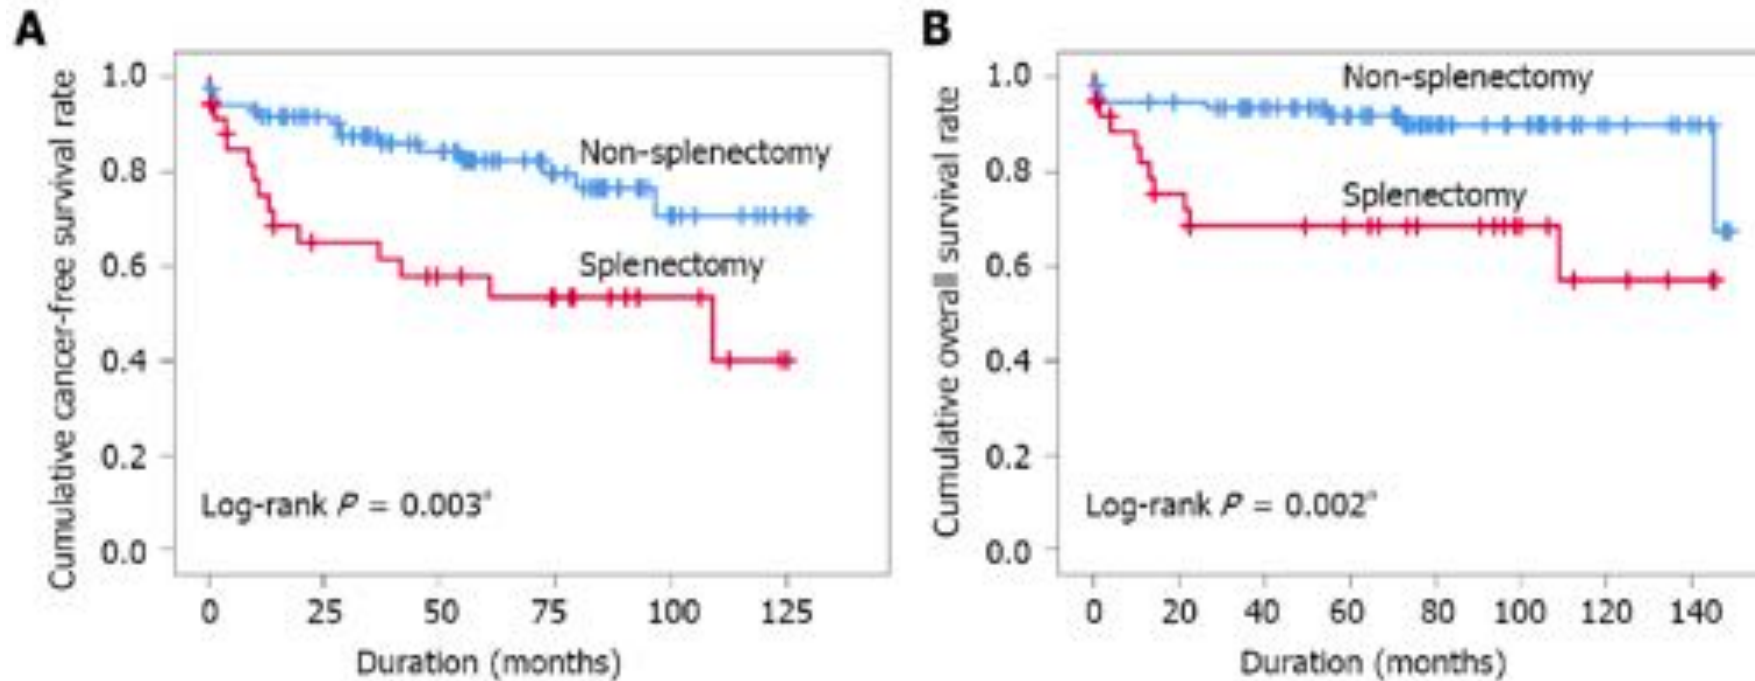 A
Cumulative cancer-free survival rate
1.0
0.8
0.6
0.4
0.2
0.0
Non-splenectomy
Splenectomy
Log-rank P = 0.003ᵃ
0 25 50 75 100 125
Duration (months)
B
Cumulative overall survival rate
1.0
0.8
0.6
0.4
0.2
0.0
Non-splenectomy
Splenectomy
Log-rank P = 0.002ᵃ
0 20 40 60 80 100 120 140
Duration (months)